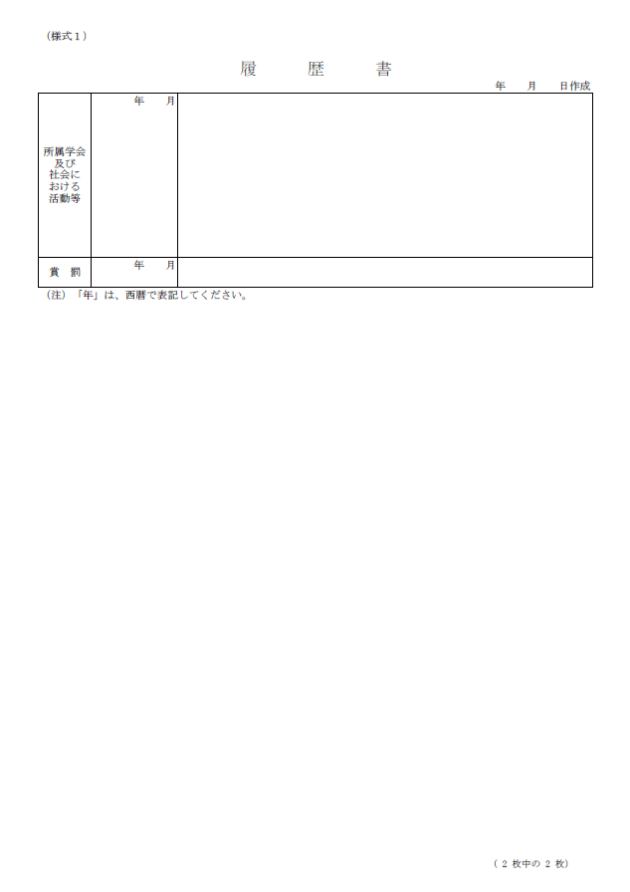 （様式１）
履　歴　書
年　月　日作成
年　月
所属学会
及び
社会に
おける
活動等
年　月
賞　罰
（注）「年」は、西暦で表記してください。
（ 2 枚中の 2 枚）